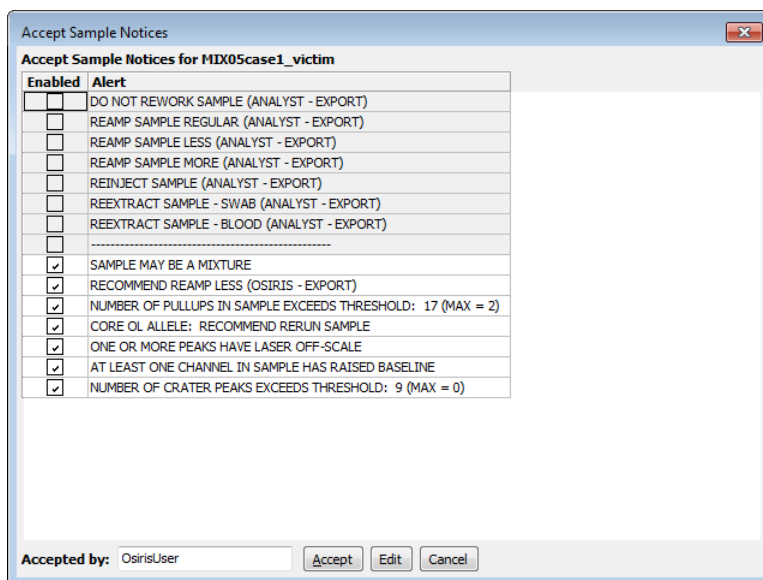 Accept Sample Notices
Accept Sample Notices for MIX05case1_victim
Enabled Alert
DO NOT REWORK SAMPLE (ANALYST - EXPORT)
REAMP SAMPLE REGULAR (ANALYST - EXPORT)
REAMP SAMPLE LESS (ANALYST - EXPORT)
REAMP SAMPLE MORE (ANALYST - EXPORT)
REINJECT SAMPLE (ANALYST - EXPORT)
REEXTRACT SAMPLE - SWAB (ANALYST - EXPORT)
REEXTRACT SAMPLE - BLOOD (ANALYST - EXPORT)
--------------------------------------------------
SAMPLE MAY BE A MIXTURE
RECOMMEND REAMP LESS (OSIRIS - EXPORT)
NUMBER OF PULLUPS IN SAMPLE EXCEEDS THRESHOLD: 17 (MAX = 2)
CORE OL ALLELE: RECOMMEND RERUN SAMPLE
ONE OR MORE PEAKS HAVE LASER OFF-SCALE
AT LEAST ONE CHANNEL IN SAMPLE HAS RAISED BASELINE
NUMBER OF CRATER PEAKS EXCEEDS THRESHOLD: 9 (MAX = 0)
Accepted by: OsirisUser Accept Edit Cancel